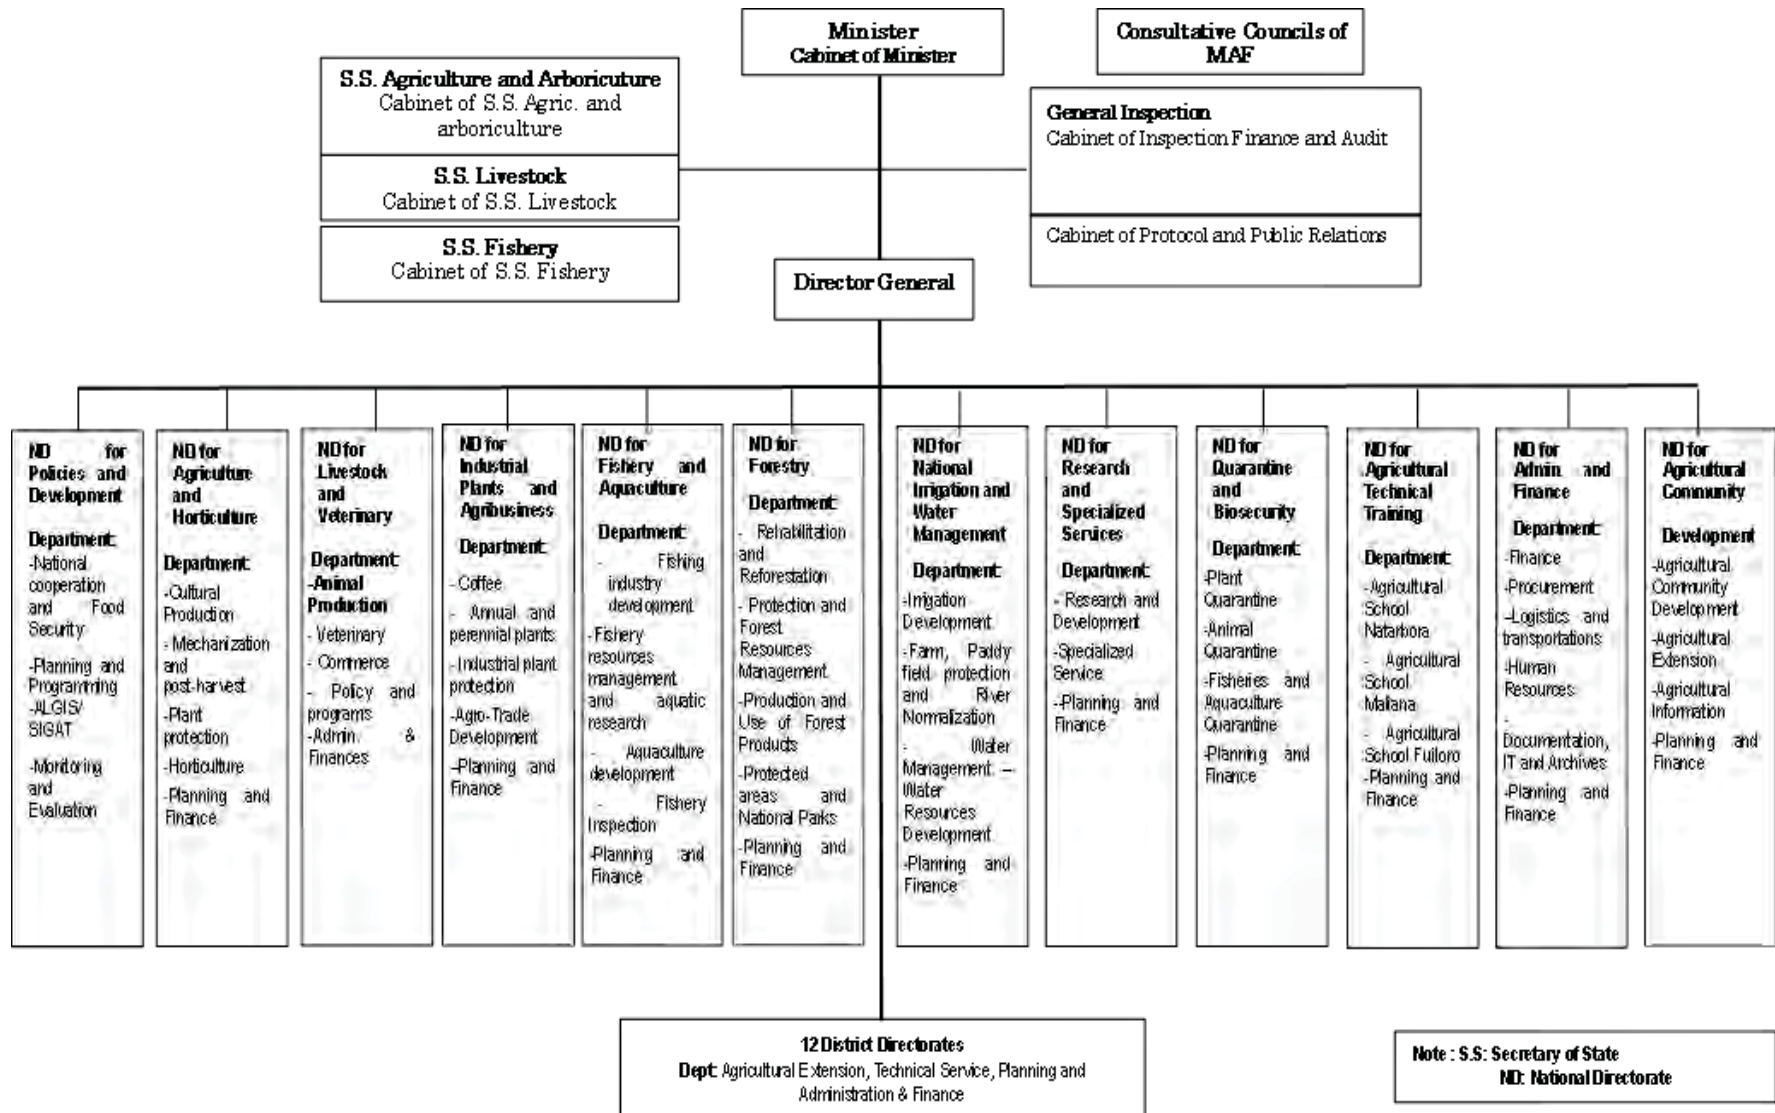 Minister
Cabinet of Minister
Consultative Councils of
MAF
S.S. Agriculture and Arboricuture
Cabinet of S.S. Agric. and
arboriculture
S.S. Livestock
Cabinet of S.S. Livestock
S.S. Fishery
Cabinet of S.S. Fishery
General Inspection
Cabinet of Inspection Finance and Audit
Cabinet of Protocol and Public Relations
Director General
ND for
Policies and
Development
Department:
-National
cooperation
and Food
Security
-Planning and
Programming
-ALGIS/
SIGAT
-Monitoring
and
Evaluation
ND for
Agriculture
and
Horticulture
Department:
-Cultural
Production
- Mechanization
and
post-harvest
-Plant
protection
-Horticulture
-Planning and
Finance
ND for
Livestock
and
Veterinary
Department:
-Animal
Production
- Veterinary
- Commerce
- Policy and
programs
-Admin. &
Finances
ND for
Industrial
Plants and
Agribusiness
Department:
- Coffee
- Annual and
perennial plants
- Industrial plant
protection
-Agro-Trade
Development
-Planning and
Finance
ND for
Fishery and
Aquaculture
Department:
- Fishing
industry
development
-Fishery
resources
management
and aquatic
research
- Aquaculture
development
- Fishery
Inspection
-Planning and
Finance
ND for
Forestry
Department:
- Rehabilitation
and
Reforestation
- Protection and
Forest
Resources
Management
-Production and
Use of Forest
Products
-Protected
areas and
National Parks
-Planning and
Finance
ND for
National
Irrigation and
Water
Management
Department:
-Irrigation
Development
-Farm, Paddy
field protection
and River
Normalization
- Water
Management –
Water
Resources
Development
-Planning and
Finance
ND for
Research
and
Specialized
Services
Department:
- Research and
Development
-Specialized
Service
--Planning and
Finance
ND for
Quarantine
and
Biosecurity
Department:
-Plant
Quarantine
-Animal
Quarantine
-Fisheries and
Aquaculture
Quarantine
-Planning and
Finance
ND for
Agricultural
Technical
Training
Department:
-Agricultural
School
Natarbora
- Agricultural
School
Maliana
- Agricultural
School Fuiloro
-Planning and
Finance
ND for
Admin. and
Finance
Department:
-Finance
-Procurement
-Logistics and
transportations
-Human
Resources
-
Documentation,
IT and Archives
-Planning and
Finance
ND for
Agricultural
Community
Development
-Agricultural
Community
Development
-Agricultural
Extension
-Agricultural
Information
-Planning and
Finance
12 District Directorates
Dept: Agricultural Extension, Technical Service, Planning and
Administration & Finance
Note : S.S: Secretary of State
ND: National Directorate